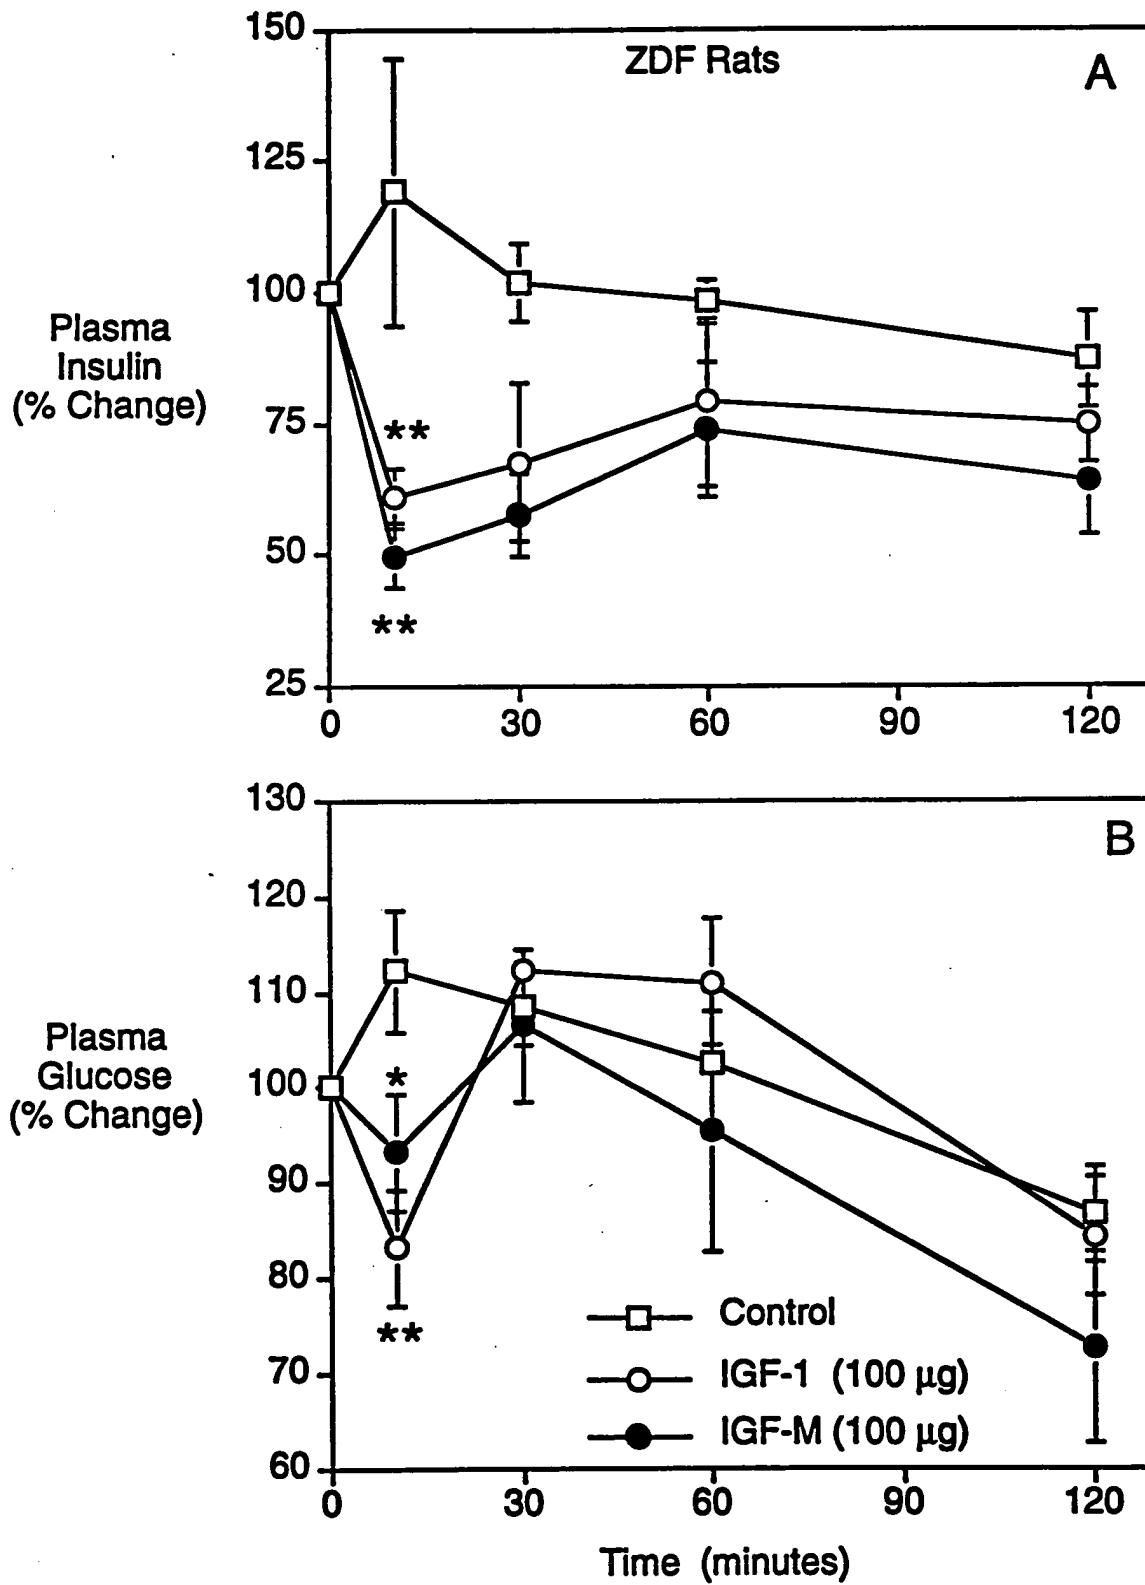 150
ZDF Rats
A
125
100
Plasma
Insulin
(% Change)
75
**
50
**
25
0 30 60 90 120
130
B
120
110
Plasma
Glucose
(% Change)
100
*
90
80
**
Control
70
IGF-1 (100 µg)
IGF-M (100 µg)
60
0 30 60 90 120
Time (minutes)